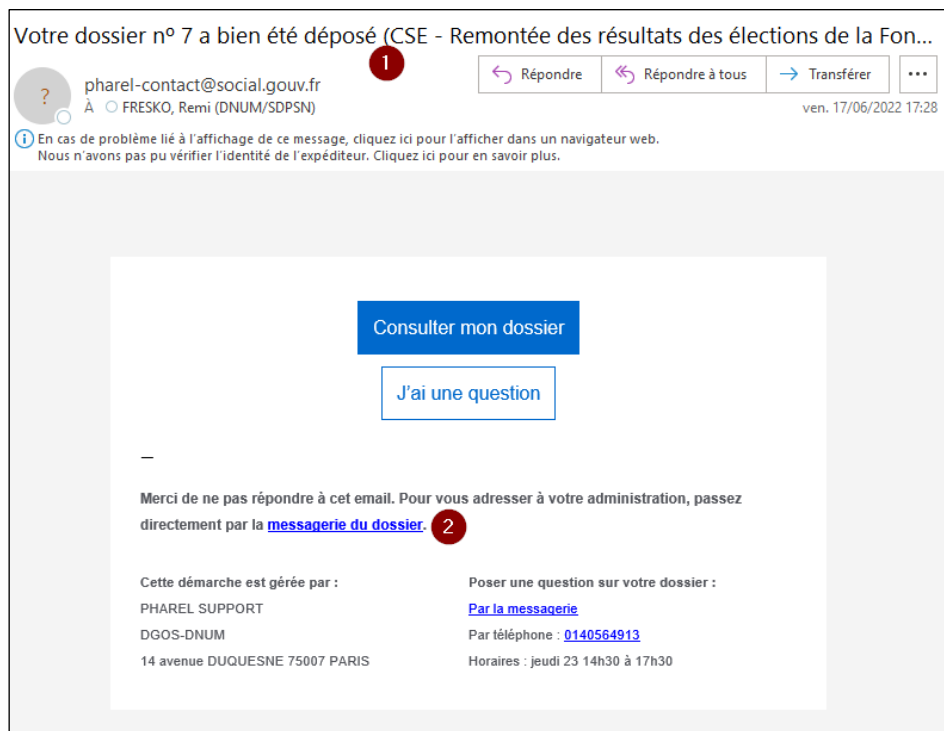 Votre dossier nº 7 a bien été déposé (CSE - Remontée des résultats des élections de la Fon...
1
?
pharel-contact@social.gouv.fr
À FRESKO, Remi (DNUM/SDPSN)
Répondre
Répondre à tous
Transférer
...
ven. 17/06/2022 17:28
En cas de problème lié à l'affichage de ce message, cliquez ici pour l'afficher dans un navigateur web.
Nous n'avons pas pu vérifier l'identité de l'expéditeur. Cliquez ici pour en savoir plus.
Consulter mon dossier
J'ai une question
—
Merci de ne pas répondre à cet email. Pour vous adresser à votre administration, passez
directement par la messagerie du dossier. 2
Cette démarche est gérée par :
PHAREL SUPPORT
DGOS-DNUM
14 avenue DUQUESNE 75007 PARIS
Poser une question sur votre dossier :
Par la messagerie
Par téléphone : 0140564913
Horaires : jeudi 23 14h30 à 17h30